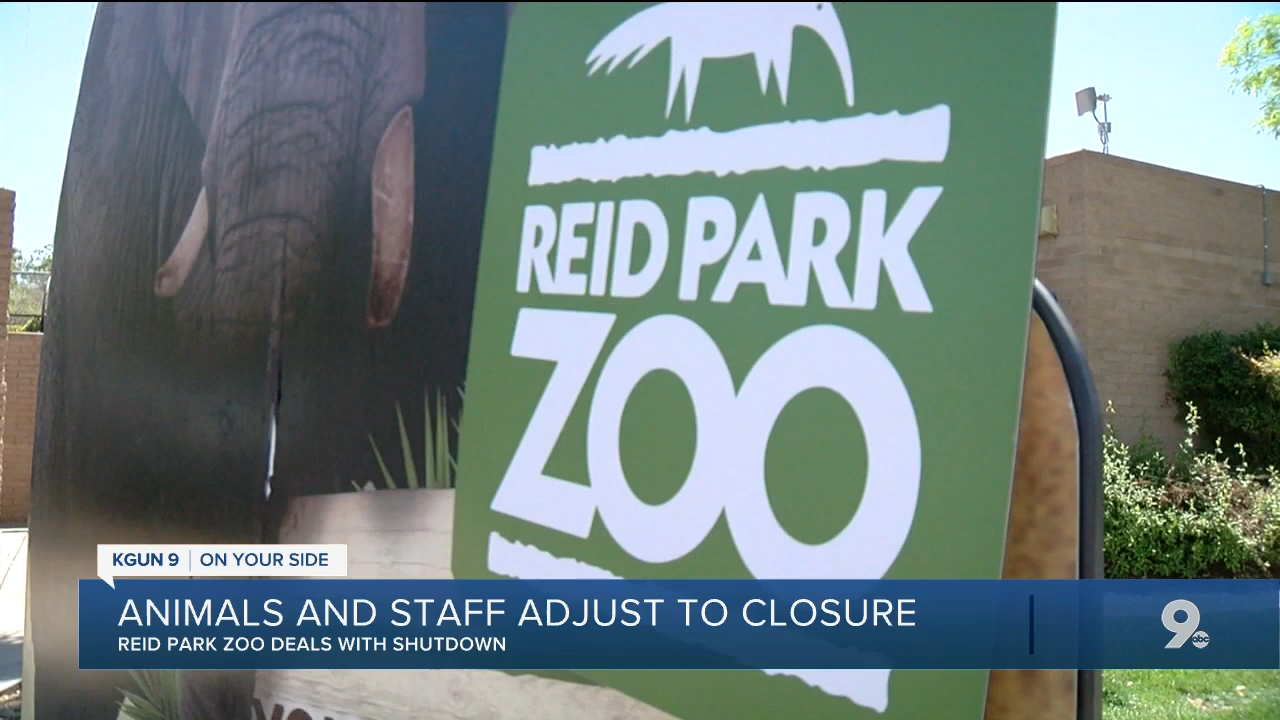 REID PARK
ZOO
KGUN 9 | ON YOUR SIDE
ANIMALS AND STAFF ADJUST TO CLOSURE
REID PARK ZOO DEALS WITH SHUTDOWN
9
abc